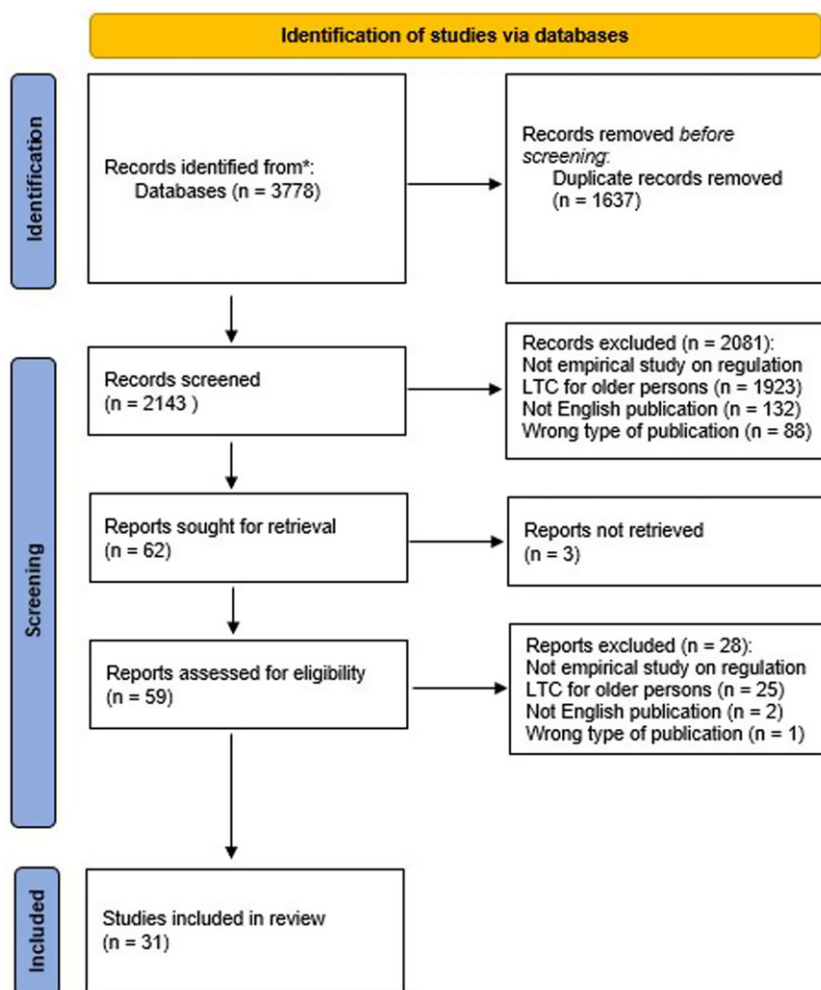 Identification of studies via databases
Identification
Records identified from*:
Databases (n = 3778)
Records removed before
screening:
Duplicate records removed
(n = 1637)
Screening
Records screened
(n = 2143 )
Records excluded (n = 2081):
Not empirical study on regulation
LTC for older persons (n = 1923)
Not English publication (n = 132)
Wrong type of publication (n = 88)
Reports sought for retrieval
(n = 62)
Reports not retrieved
(n = 3)
Reports assessed for eligibility
(n = 59)
Reports excluded (n = 28):
Not empirical study on regulation
LTC for older persons (n = 25)
Not English publication (n = 2)
Wrong type of publication (n = 1)
Included
Studies included in review
(n = 31)